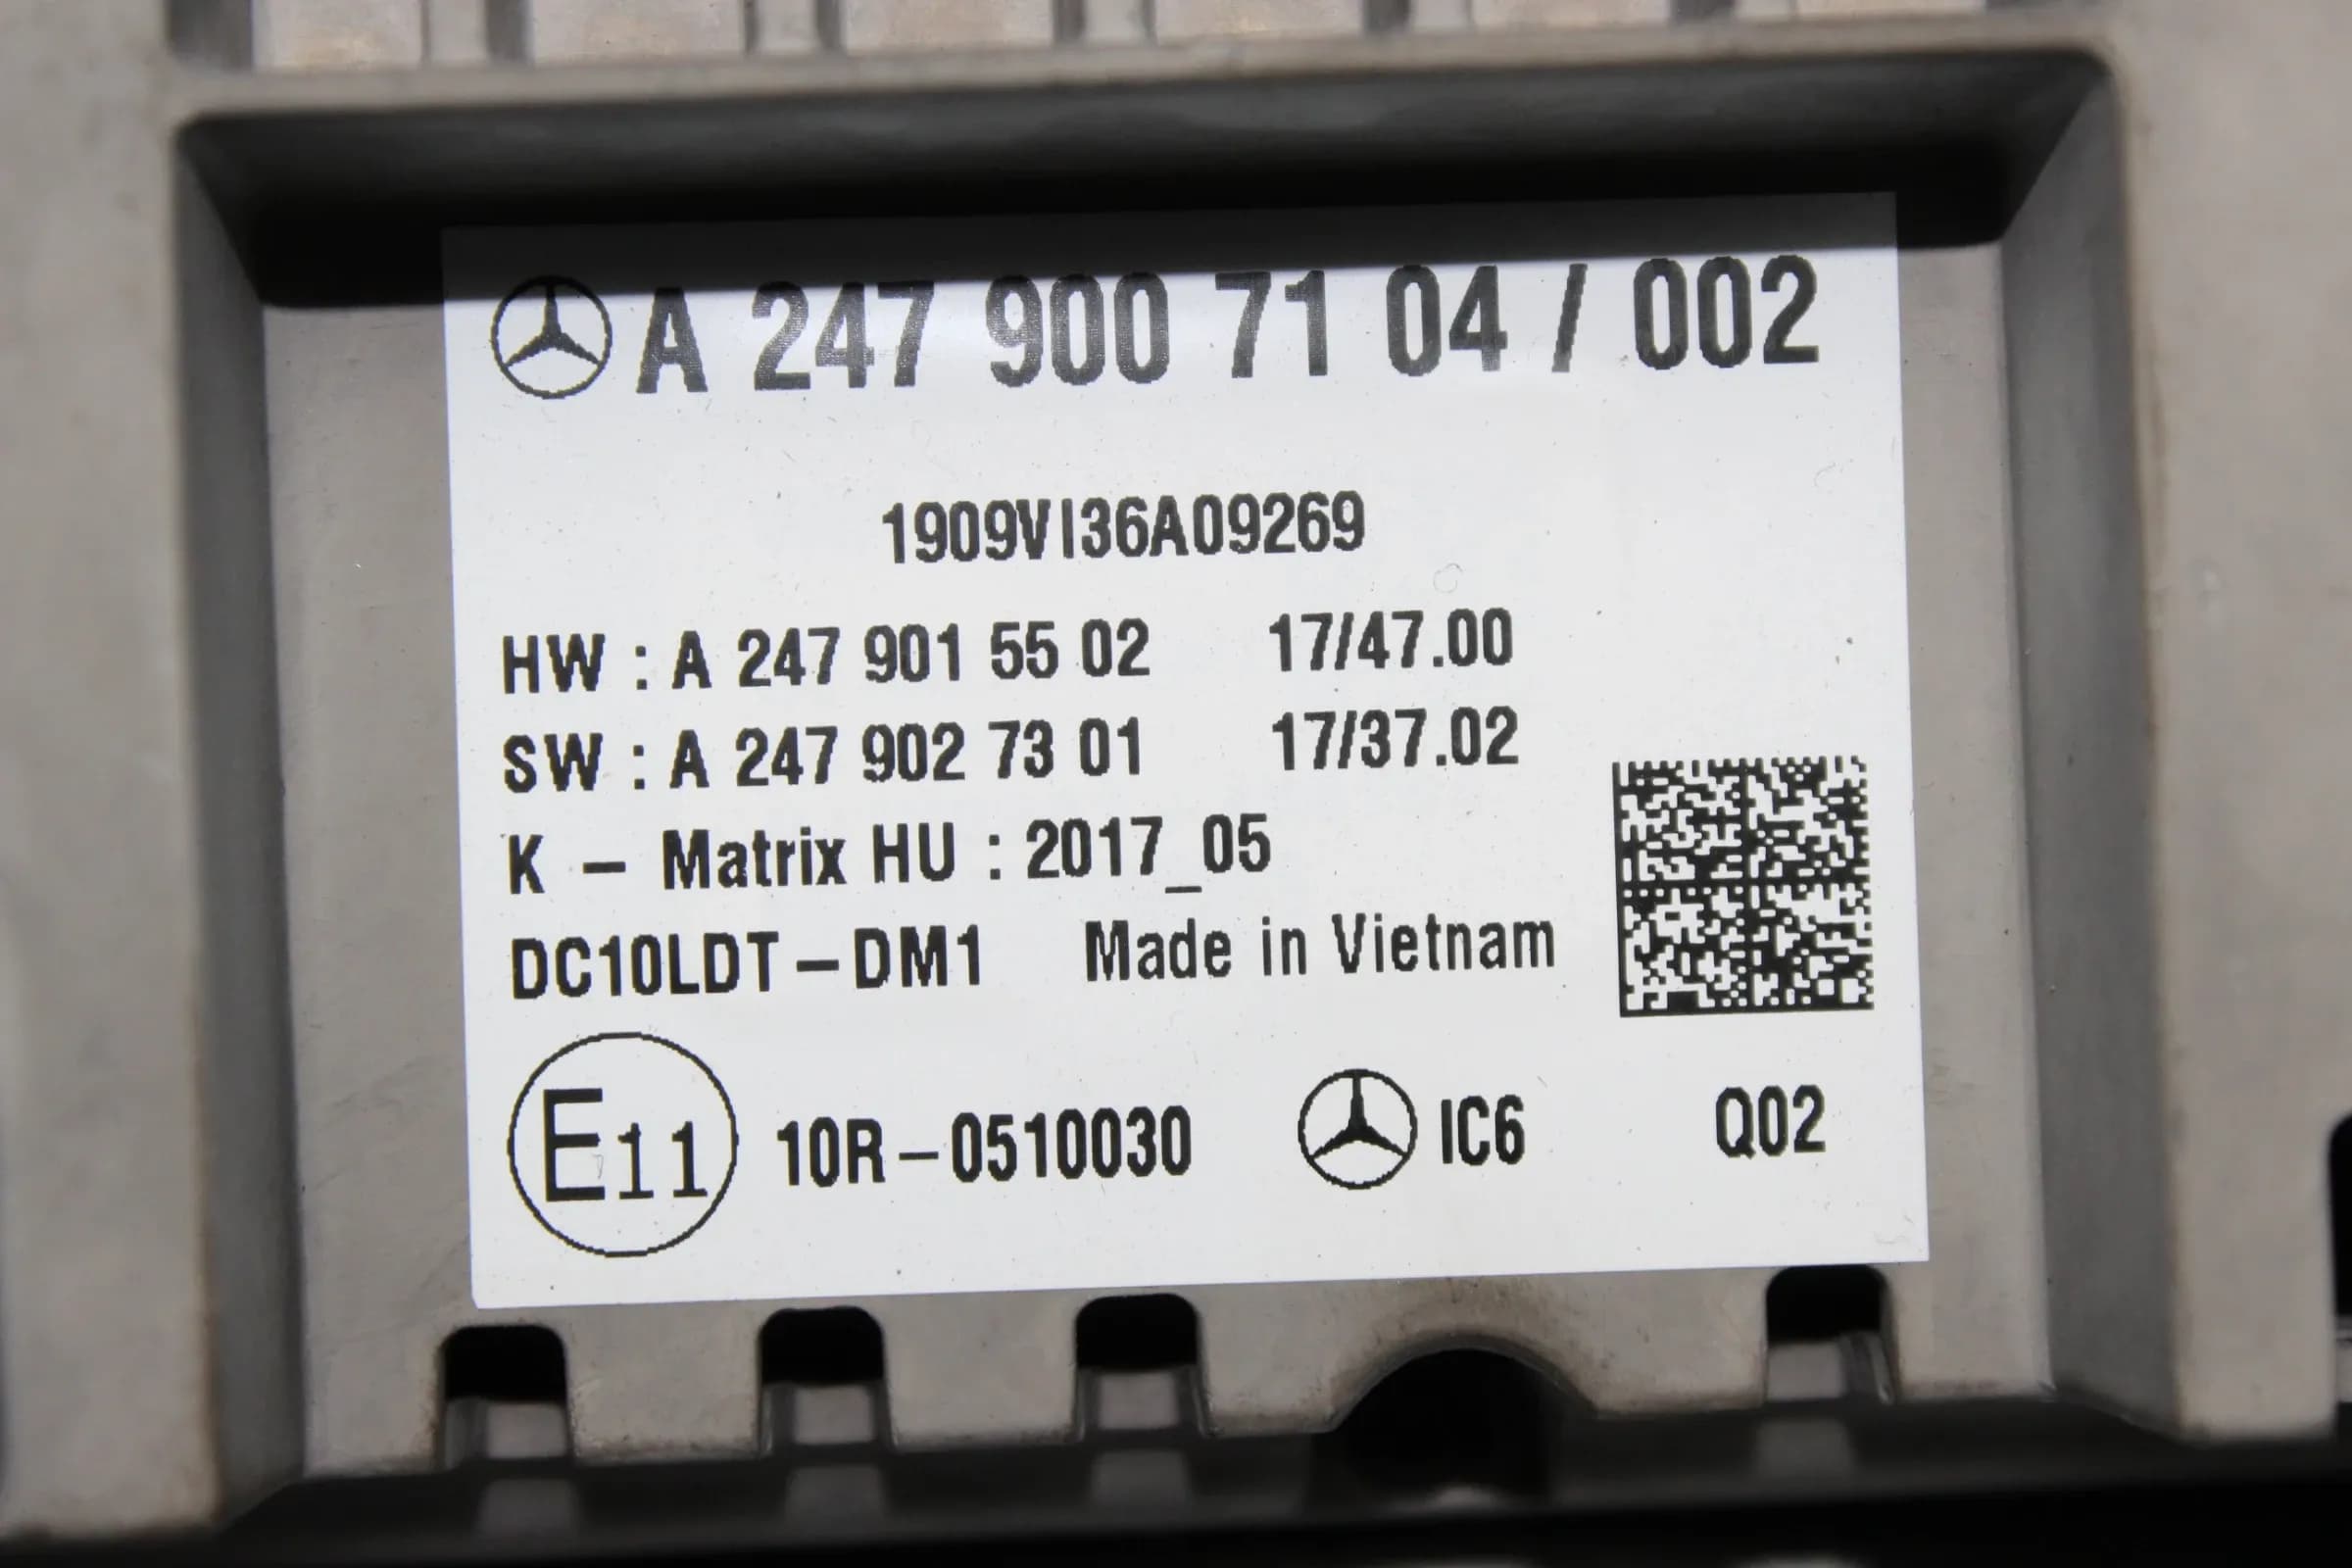 A 247 900 71 04 / 002
1909VI36A09269
HW : A 247 901 55 02 17/47.00
SW : A 247 902 73 01 17/37.02
K - Matrix HU : 2017_05
DC10LDT-DM1 Made in Vietnam
E11 10R-0510030 IC6 Q02